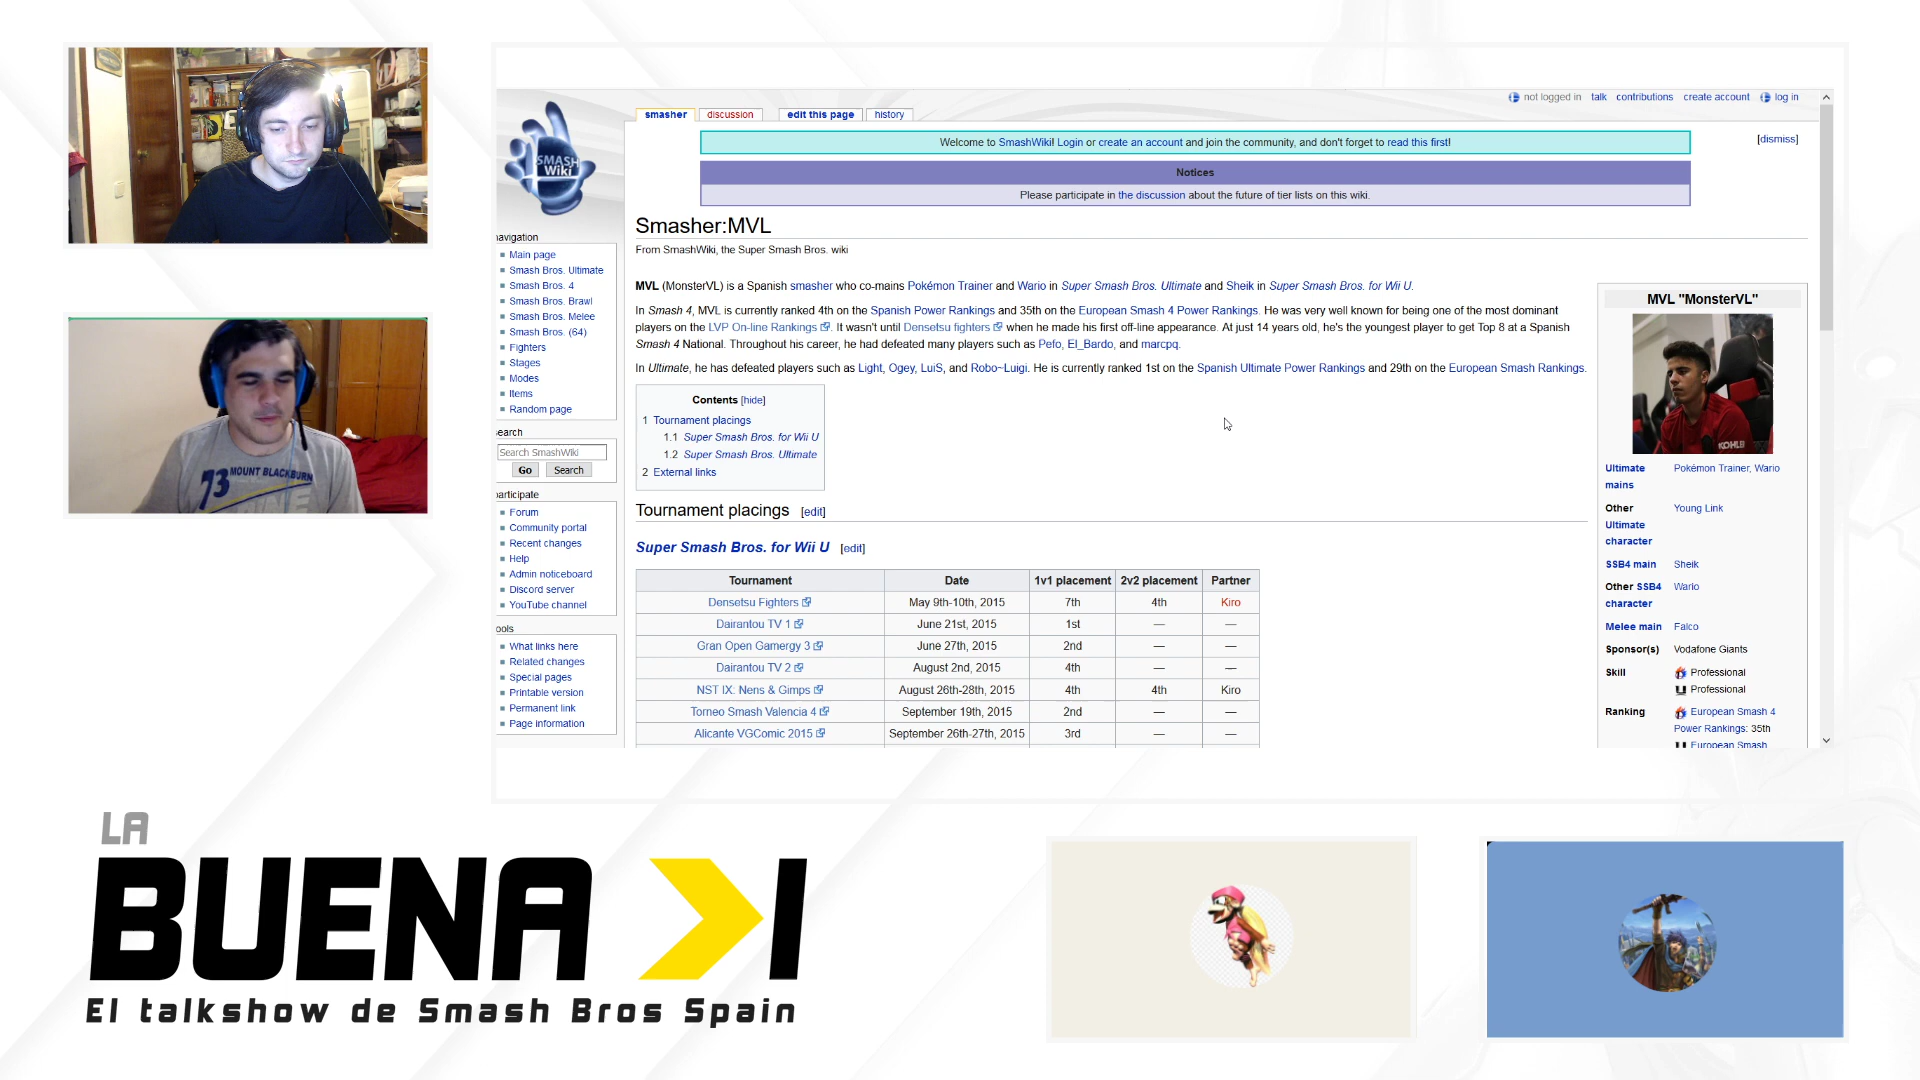 not logged in talk contributions create account log in
smasher discussion edit this page history
Welcome to SmashWiki! Login or create an account and join the community, and don't forget to read this first!
[dismiss]
Notices
Please participate in the discussion about the future of tier lists on this wiki.
SMASH
Wiki
Smasher:MVL
From SmashWiki, the Super Smash Bros. wiki
navigation
Main page
Smash Bros. Ultimate
Smash Bros. 4
Smash Bros. Brawl
Smash Bros. Melee
Smash Bros. (64)
Fighters
Stages
Modes
Items
Random page
search
Search SmashWiki
Go Search
participate
Forum
Community portal
Recent changes
Help
Admin noticeboard
Discord server
YouTube channel
tools
What links here
Related changes
Special pages
Printable version
Permanent link
Page information
MVL (MonsterVL) is a Spanish smasher who co-mains Pokémon Trainer and Wario in Super Smash Bros. Ultimate and Sheik in Super Smash Bros. for Wii U.
In Smash 4, MVL is currently ranked 4th on the Spanish Power Rankings and 35th on the European Smash 4 Power Rankings. He was very well known for being one of the most dominant
players on the LVP On-line Rankings. It wasn't until Densetsu fighters when he made his first off-line appearance. At just 14 years old, he's the youngest player to get Top 8 at a Spanish
Smash 4 National. Throughout his career, he had defeated many players such as Pefo, El_Bardo, and marcpq.
In Ultimate, he has defeated players such as Light, Ogey, LuiS, and Robo~Luigi. He is currently ranked 1st on the Spanish Ultimate Power Rankings and 29th on the European Smash Rankings.
Contents [hide]
1 Tournament placings
1.1 Super Smash Bros. for Wii U
1.2 Super Smash Bros. Ultimate
2 External links
Tournament placings [edit]
Super Smash Bros. for Wii U [edit]
Tournament Date 1v1 placement 2v2 placement Partner
Densetsu Fighters May 9th-10th, 2015 7th 4th Kiro
Dairantou TV 1 June 21st, 2015 1st — —
Gran Open Gamergy 3 June 27th, 2015 2nd — —
Dairantou TV 2 August 2nd, 2015 4th — —
NST IX: Nens & Gimps August 26th-28th, 2015 4th 4th Kiro
Torneo Smash Valencia 4 September 19th, 2015 2nd — —
Alicante VGComic 2015 September 26th-27th, 2015 3rd — —
MVL "MonsterVL"
KOHLE
Ultimate mains Pokémon Trainer, Wario
Other Ultimate character Young Link
SSB4 main Sheik
Other SSB4 character Wario
Melee main Falco
Sponsor(s) Vodafone Giants
Skill Professional
Professional
Ranking European Smash 4
Power Rankings: 35th
European Smash
73 MOUNT BLACKBURN
LA
BUENA >I
El talkshow de Smash Bros Spain